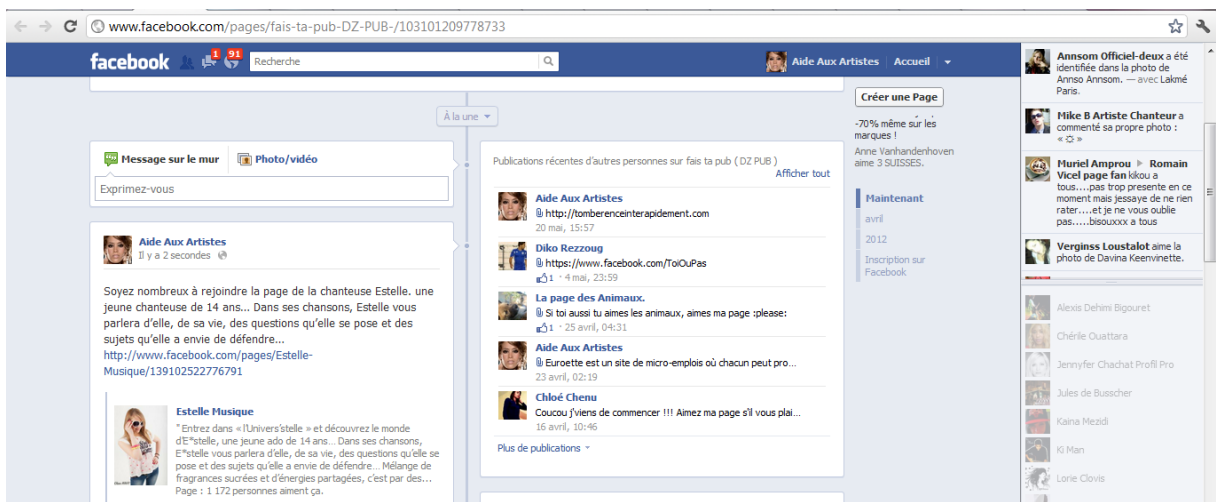 www.facebook.com/pages/fais-ta-pub-DZ-PUB-/103101209778733
facebook
1
91
Recherche
Aide Aux Artistes
Accueil
À la une
Message sur le mur
Photo/vidéo
Exprimez-vous
Aide Aux Artistes
Il y a 2 secondes
Soyez nombreux à rejoindre la page de la chanteuse Estelle. une
jeune chanteuse de 14 ans... Dans ses chansons, Estelle vous
parlera d'elle, de sa vie, des questions qu'elle se pose et des
sujets qu'elle a envie de défendre...
http://www.facebook.com/pages/Estelle-
Musique/139102522776791
Estelle Musique
"Entrez dans « l'Univers'stelle » et découvrez le monde
d'E*stelle, une jeune ado de 14 ans... Dans ses chansons,
E*stelle vous parlera d'elle, de sa vie, des questions qu'elle se
pose et des sujets qu'elle a envie de défendre... Mélange de
fragrances sucrées et d'énergies partagées, c'est par des...
Page : 1 172 personnes aiment ça.
Publications récentes d'autres personnes sur fais ta pub ( DZ PUB )
Afficher tout
Aide Aux Artistes
http://tomberenceinterapidement.com
20 mai, 15:57
Diko Rezzoug
https://www.facebook.com/ToiOuPas
1 · 4 mai, 23:59
La page des Animaux.
Si toi aussi tu aimes les animaux, aimes ma page :please:
1 · 25 avril, 04:31
Aide Aux Artistes
Euroette est un site de micro-emplois où chacun peut pro...
23 avril, 02:19
Chloé Chenu
Coucou j'viens de commencer !!! Aimez ma page s'il vous plai...
16 avril, 10:46
Plus de publications
Créer une Page
-70% même sur les
marques !
Anne Vanhandenhoven
aime 3 SUISSES.
Maintenant
avril
2012
Inscription sur
Facebook
Annsom Officiel-deux a été
identifiée dans la photo de
Annso Annsom. — avec Lakmé
Paris.
Mike B Artiste Chanteur a
commenté sa propre photo :
« ☼ »
Muriel Amprou ▶ Romain
Vicel page fan kikou a
tous....pas trop presente en ce
moment mais jessaye de ne rien
rater....et je ne vous oublie
pas.....bisouxxx a tous
Verginss Loustalot aime la
photo de Davina Keenvinette.
Alexis Dehimi Bigouret
Chérile Ouattara
Jennyfer Chachat Profil Pro
Jules de Busscher
Kaina Mezidi
Ki Man
Lorie Clovis